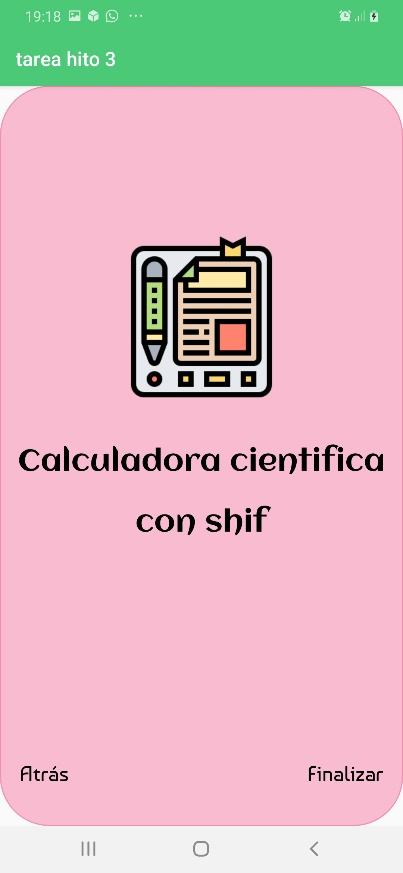 19:18
tarea hito 3
Calculadora cientifica
con shif
Atrás
Finalizar